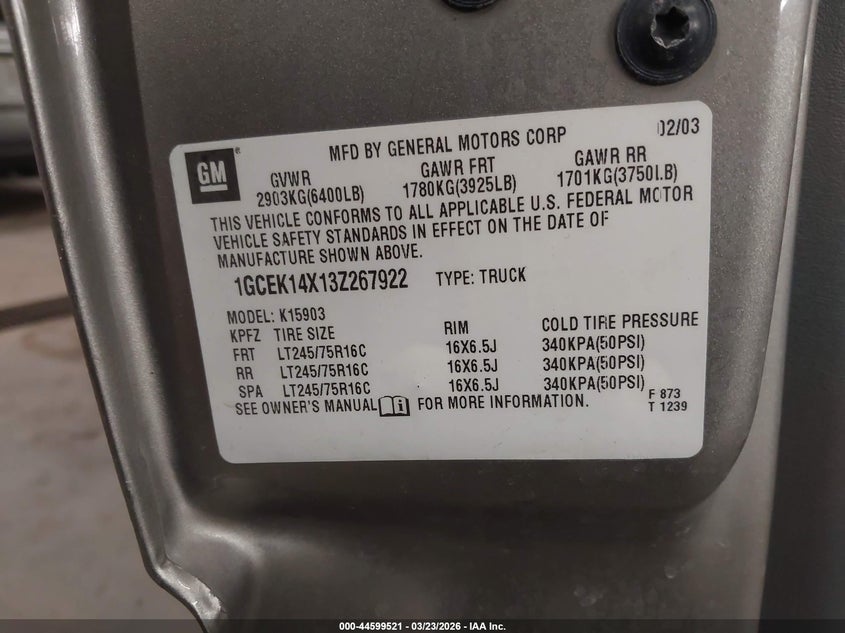 GM
MFD BY GENERAL MOTORS CORP 02/03
GVWR GAWR FRT GAWR RR
2903KG(6400LB) 1780KG(3925LB) 1701KG(3750LB)
THIS VEHICLE CONFORMS TO ALL APPLICABLE U.S. FEDERAL MOTOR
VEHICLE SAFETY STANDARDS IN EFFECT ON THE DATE OF
MANUFACTURE SHOWN ABOVE.
1GCEK14X13Z267922 TYPE: TRUCK
MODEL: K15903
KPFZ TIRE SIZE RIM COLD TIRE PRESSURE
FRT LT245/75R16C 16X6.5J 340KPA(50PSI)
RR LT245/75R16C 16X6.5J 340KPA(50PSI)
SPA LT245/75R16C 16X6.5J 340KPA(50PSI)
SEE OWNER'S MANUAL FOR MORE INFORMATION.
F 873
T 1239
000-44599521 | 03/23/2026 - IAA Inc.